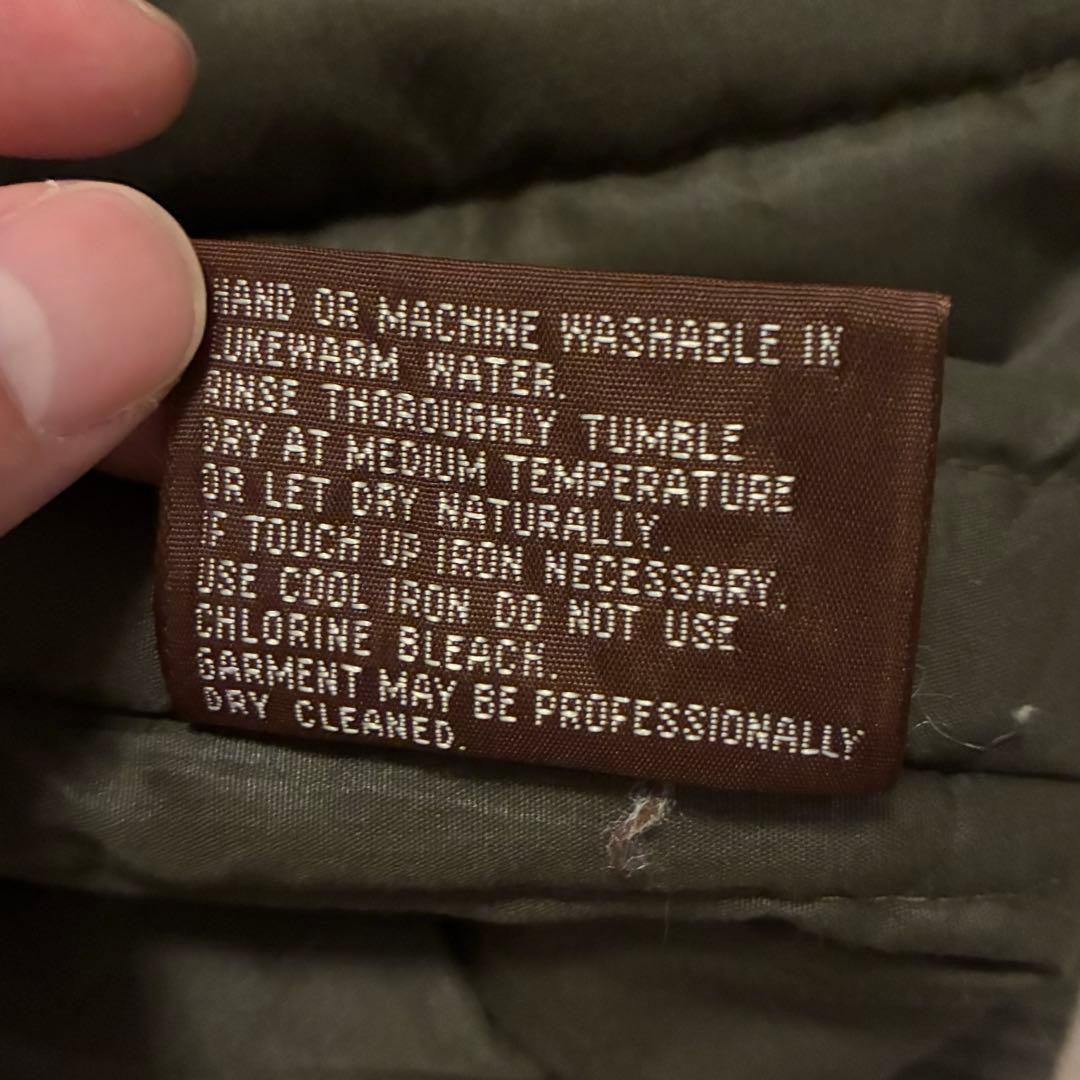 HAND OR MACHINE WASHABLE IN
LUKEWARM WATER.
RINSE THOROUGHLY TUMBLE
DRY AT MEDIUM TEMPERATURE
OR LET DRY NATURALLY.
IF TOUCH UP IRON NECESSARY.
USE COOL IRON DO NOT USE
CHLORINE BLEACH.
GARMENT MAY BE PROFESSIONALLY
DRY CLEANED.